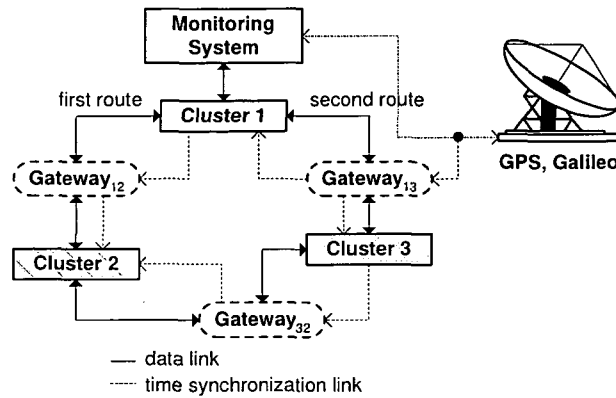 Monitoring
System
first route
Cluster 1
second route
GPS, Galileo
Gateway12
Gateway13
Cluster 2
Cluster 3
Gateway32
data link
time synchronization link